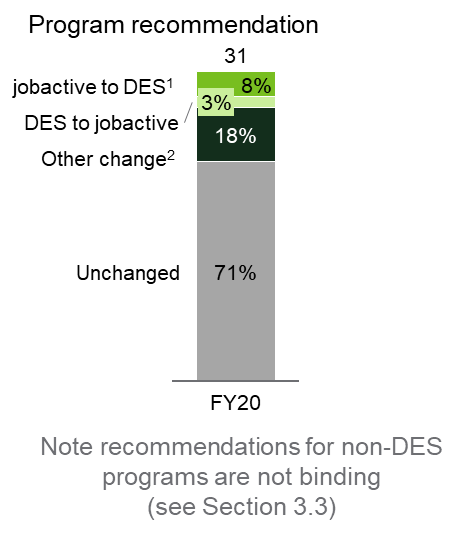 Program recommendation
31
jobactive to DES¹ 8%
3%
DES to jobactive
18%
Other change²
Unchanged 71%
FY20
Note recommendations for non-DES
programs are not binding
(see Section 3.3)